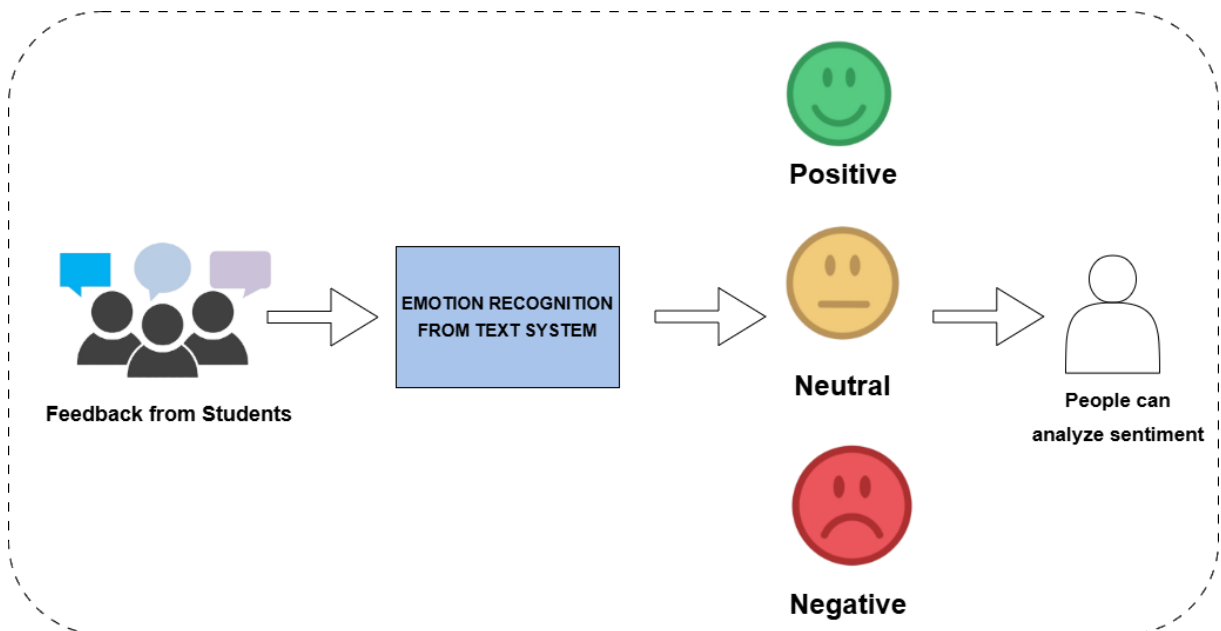 Feedback from Students
EMOTION RECOGNITION
FROM TEXT SYSTEM
Positive
Neutral
Negative
People can
analyze sentiment